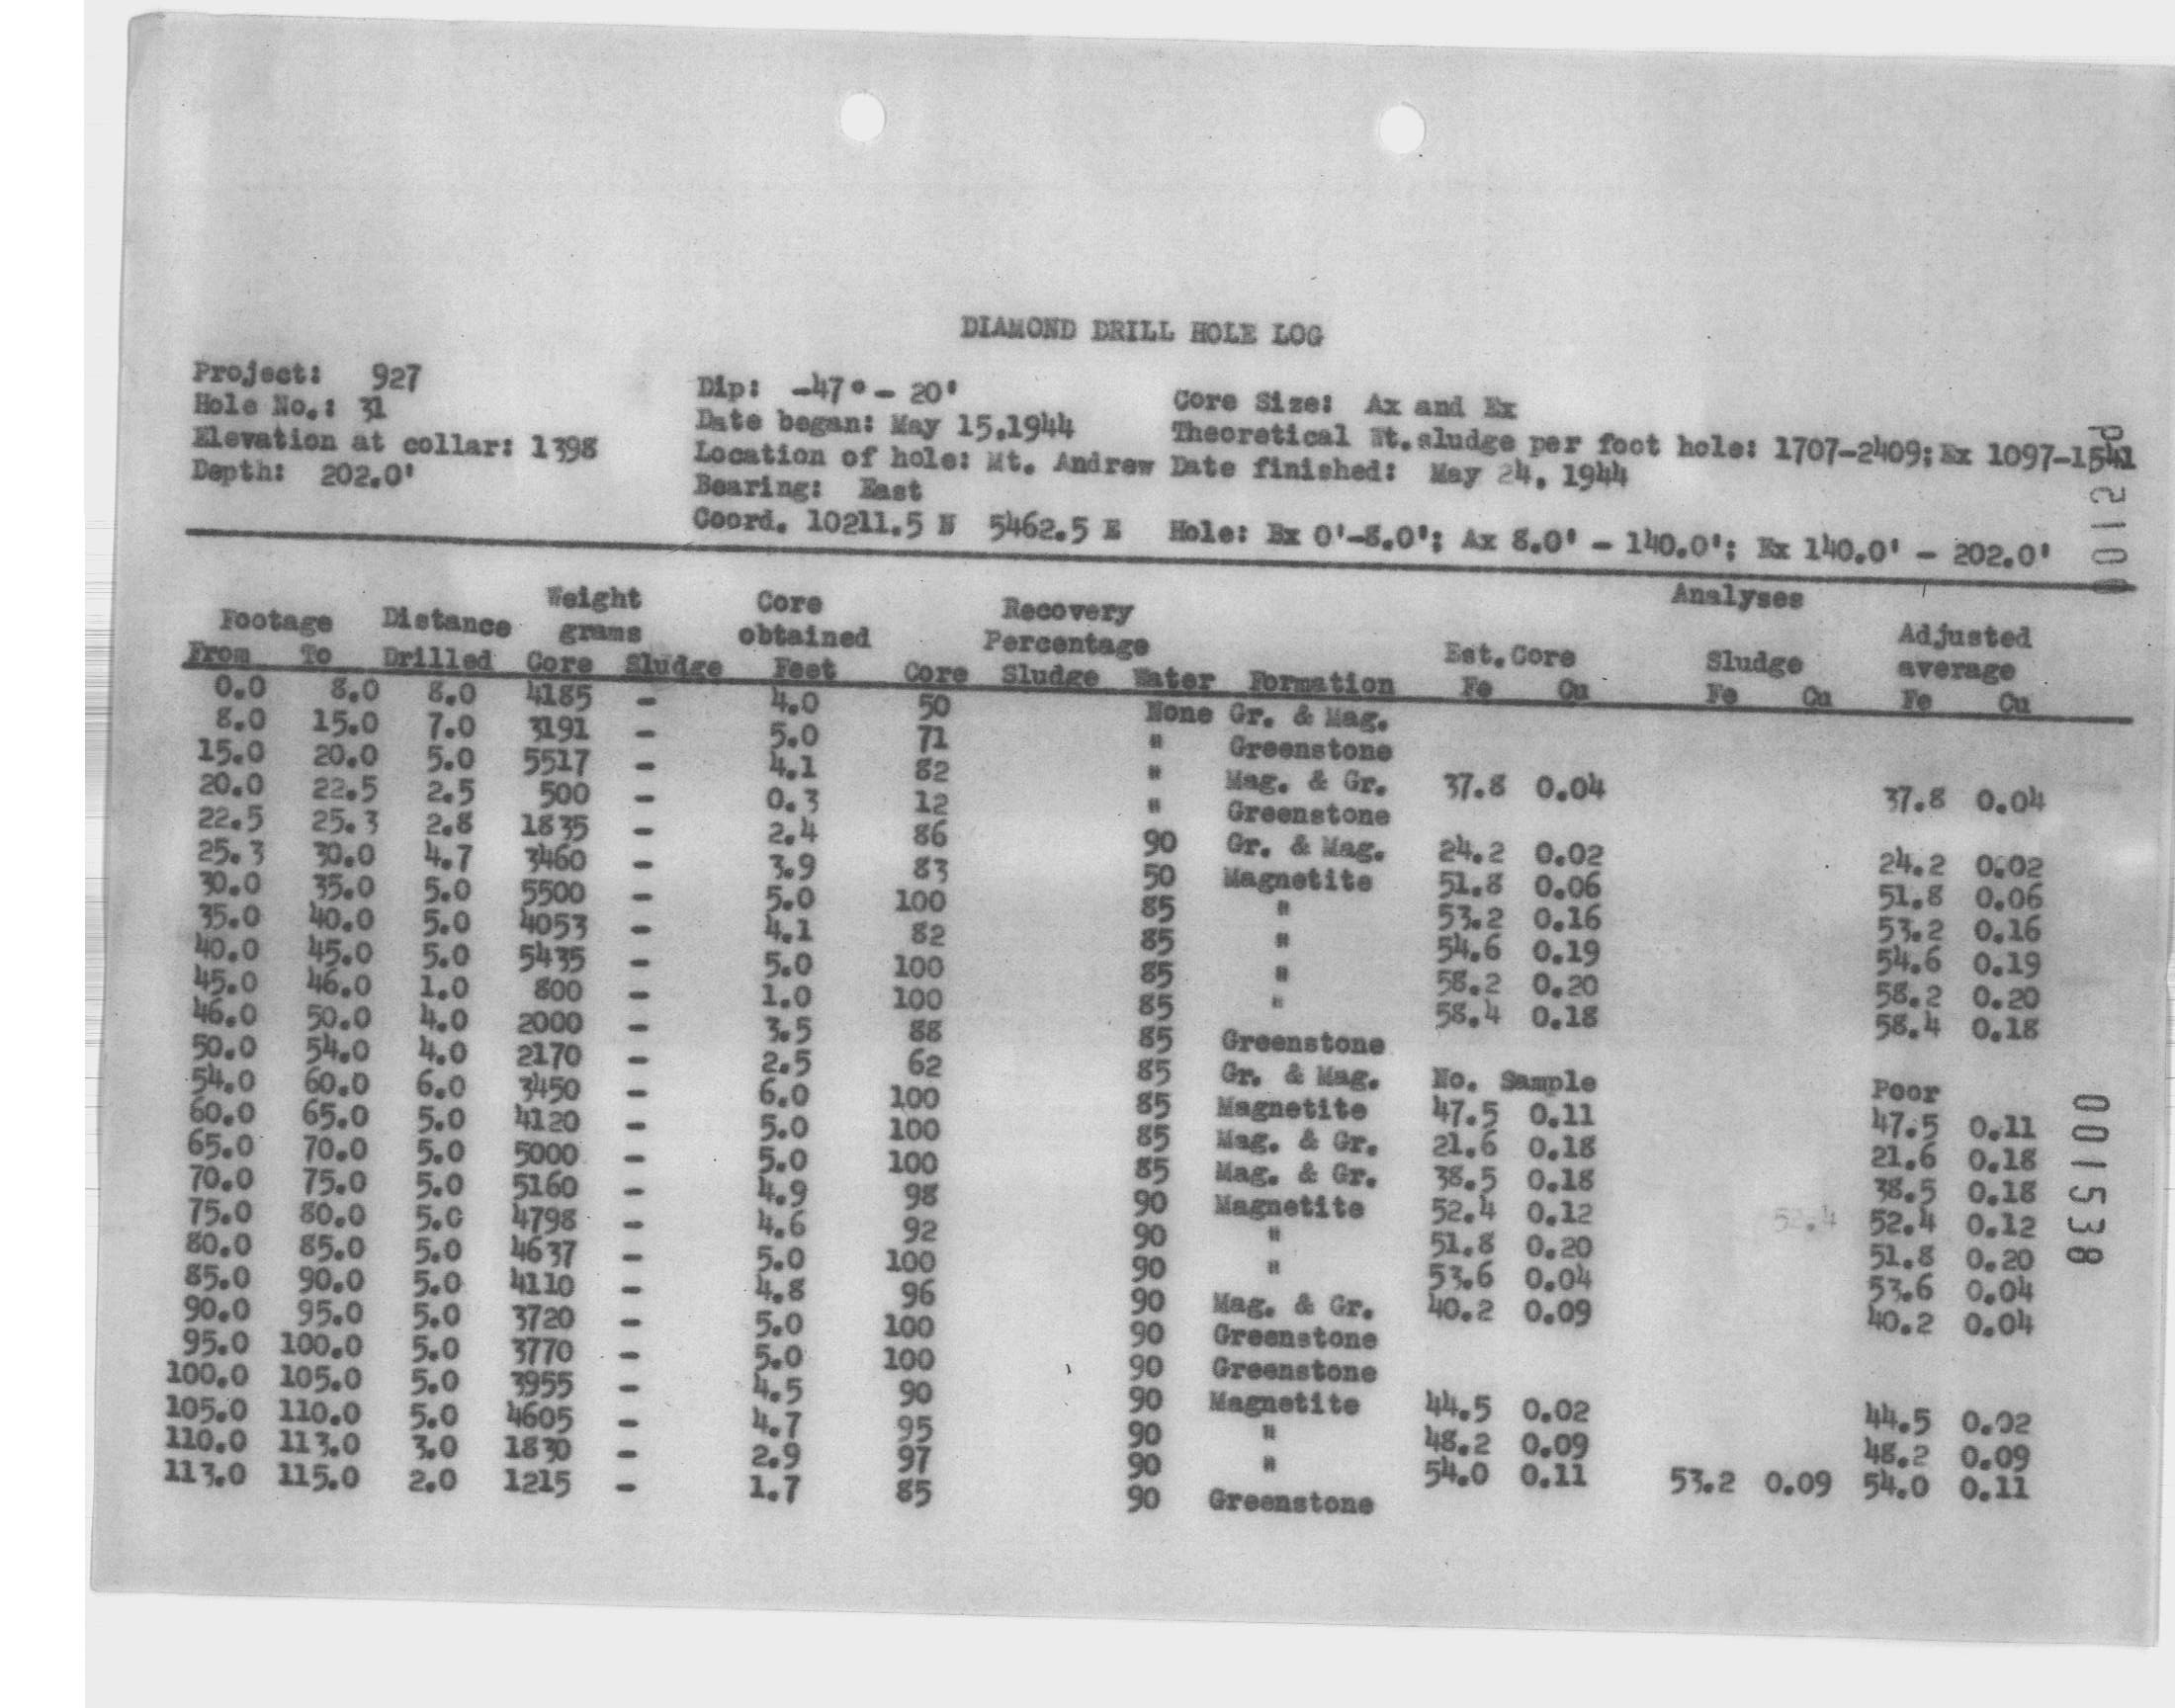 DIAMOND DRILL HOLE LOG
Project: 927 Dip: -47° - 20' Core Size: Ax and Ex
Hole No.: 31 Date began: May 15,1944 Theoretical Wt.sludge per foot hole: 1707-2409; Ex 1097-1541
Elevation at collar: 1398 Location of hole: Mt. Andrew Date finished: May 24, 1944
Depth: 202.0' Bearing: East
Coord. 10211.5 N 5462.5 E Hole: Bx 0'-8.0'; Ax 8.0' - 140.0'; Ex 140.0' - 202.0'
Weight Core Recovery Analyses
Footage Distance grams obtained Percentage Est. Core Sludge Adjusted average
From To Drilled Core Sludge Feet Core Sludge Water Formation Fe Cu Fe Cu Fe Cu
0.0 8.0 8.0 4185 - 4.0 50 None Gr. & Mag.
8.0 15.0 7.0 3191 - 5.0 71 " Greenstone
15.0 20.0 5.0 5517 - 4.1 82 " Mag. & Gr. 37.8 0.04 37.8 0.04
20.0 22.5 2.5 500 - 0.3 12 " Greenstone
22.5 25.3 2.8 1835 - 2.4 86 90 Gr. & Mag. 24.2 0.02 24.2 0.02
25.3 30.0 4.7 3460 - 3.9 83 50 Magnetite 51.8 0.06 51.8 0.06
30.0 35.0 5.0 5500 - 5.0 100 85 " 53.2 0.16 53.2 0.16
35.0 40.0 5.0 4053 - 4.1 82 85 " 54.6 0.19 54.6 0.19
40.0 45.0 5.0 5435 - 5.0 100 85 " 58.2 0.20 58.2 0.20
45.0 46.0 1.0 800 - 1.0 100 85 " 58.4 0.18 58.4 0.18
46.0 50.0 4.0 2000 - 3.5 88 85 Greenstone
50.0 54.0 4.0 2170 - 2.5 62 85 Gr. & Mag. No. Sample Poor
54.0 60.0 6.0 3450 - 6.0 100 85 Magnetite 47.5 0.11 47.5 0.11
60.0 65.0 5.0 4120 - 5.0 100 85 Mag. & Gr. 21.6 0.18 21.6 0.18
65.0 70.0 5.0 5000 - 5.0 100 85 Mag. & Gr. 38.5 0.18 38.5 0.18
70.0 75.0 5.0 5160 - 4.9 98 90 Magnetite 52.4 0.12 52.4 52.4 0.12
75.0 80.0 5.0 4798 - 4.6 92 90 " 51.8 0.20 51.8 0.20
80.0 85.0 5.0 4637 - 5.0 100 90 " 53.6 0.04 53.6 0.04
85.0 90.0 5.0 4110 - 4.8 96 90 Mag. & Gr. 40.2 0.09 40.2 0.04
90.0 95.0 5.0 3720 - 5.0 100 90 Greenstone
95.0 100.0 5.0 3770 - 5.0 100 90 Greenstone
100.0 105.0 5.0 3955 - 4.5 90 90 Magnetite 44.5 0.02 44.5 0.02
105.0 110.0 5.0 4605 - 4.7 95 90 " 48.2 0.09 48.2 0.09
110.0 113.0 3.0 1830 - 2.9 97 90 " 54.0 0.11 53.2 0.09 54.0 0.11
113.0 115.0 2.0 1215 - 1.7 85 90 Greenstone
001538